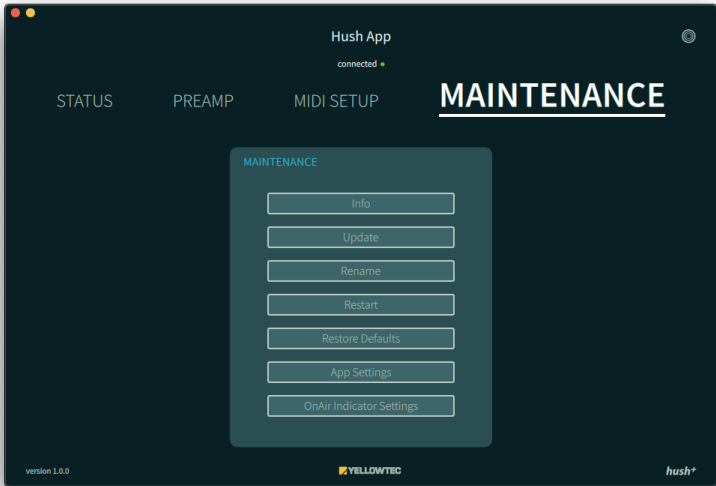 Hush App
connected
STATUS PREAMP MIDI SETUP MAINTENANCE
MAINTENANCE
Info
Update
Rename
Restart
Restore Defaults
App Settings
OnAir Indicator Settings
version 1.0.0 YELLOWTEC hush+